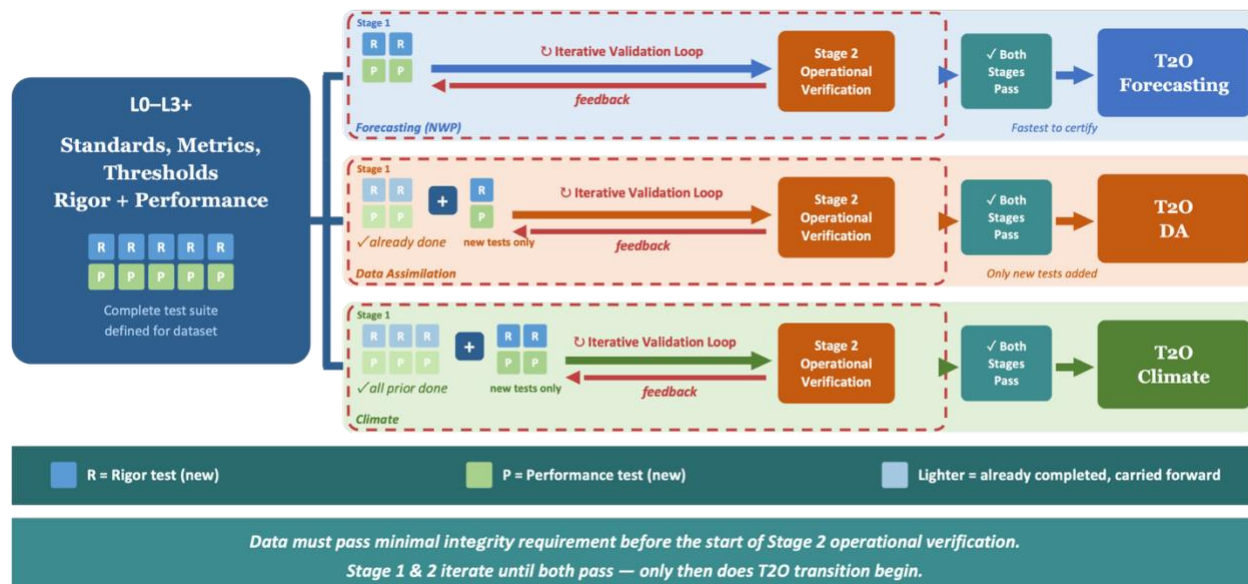 L0–L3+
Standards, Metrics,
Thresholds
Rigor + Performance
R R R R R
P P P P P
Complete test suite
defined for dataset
Stage 1
R R
P P
↻ Iterative Validation Loop
feedback
Forecasting (NWP)
Stage 2
Operational
Verification
✓ Both
Stages
Pass
T2O
Forecasting
Fastest to certify
Stage 1
R R
P P
✓already done
+
R
P
new tests only
↻ Iterative Validation Loop
feedback
Data Assimilation
Stage 2
Operational
Verification
✓ Both
Stages
Pass
T2O
DA
Only new tests added
Stage 1
R R R
P P P
✓all prior done
+
R R
P P
new tests only
↻ Iterative Validation Loop
feedback
Climate
Stage 2
Operational
Verification
✓ Both
Stages
Pass
T2O
Climate
R = Rigor test (new)
P = Performance test (new)
Lighter = already completed, carried forward
Data must pass minimal integrity requirement before the start of Stage 2 operational verification.
Stage 1 & 2 iterate until both pass — only then does T2O transition begin.